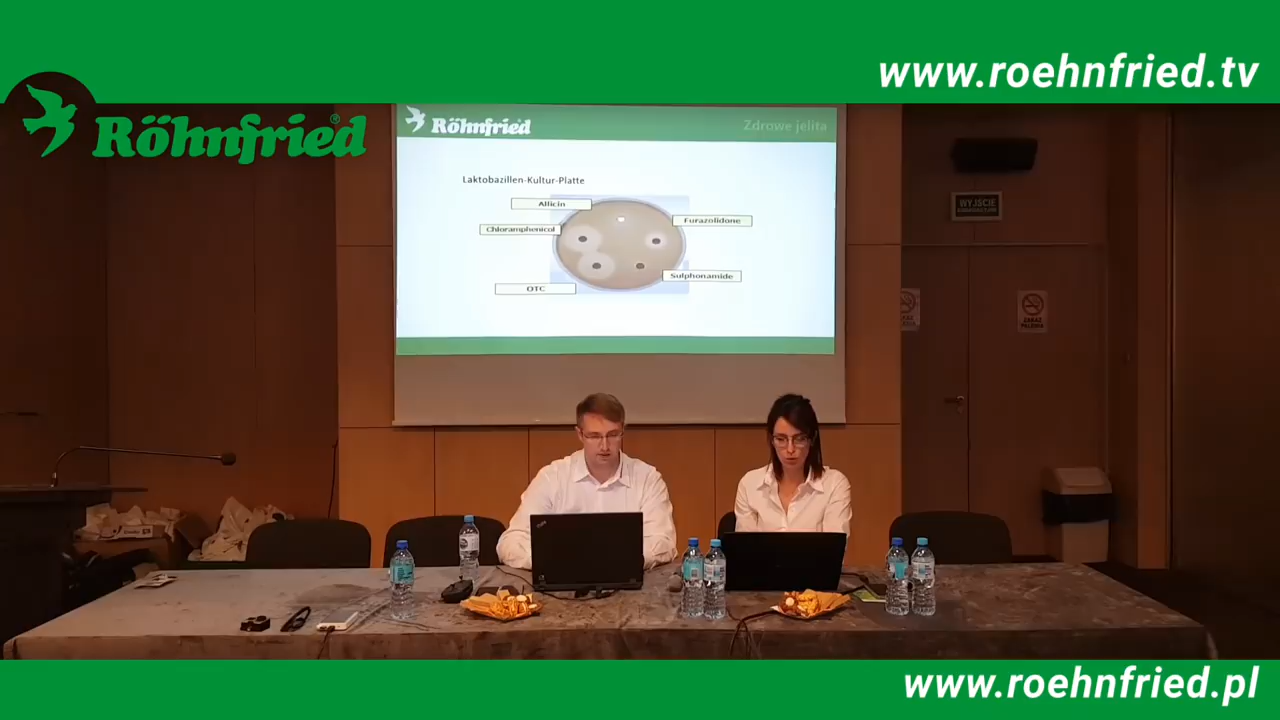 www.roehnfried.tv
Röhnfried
Röhnfried
Zdrowe jelita
Laktobazillen-Kultur-Platte
Allicin
Furazolidone
Chloramphenicol
Sulphonamide
OTC
WYJŚCIE
ZAKAZ
PALENIA
www.roehnfried.pl